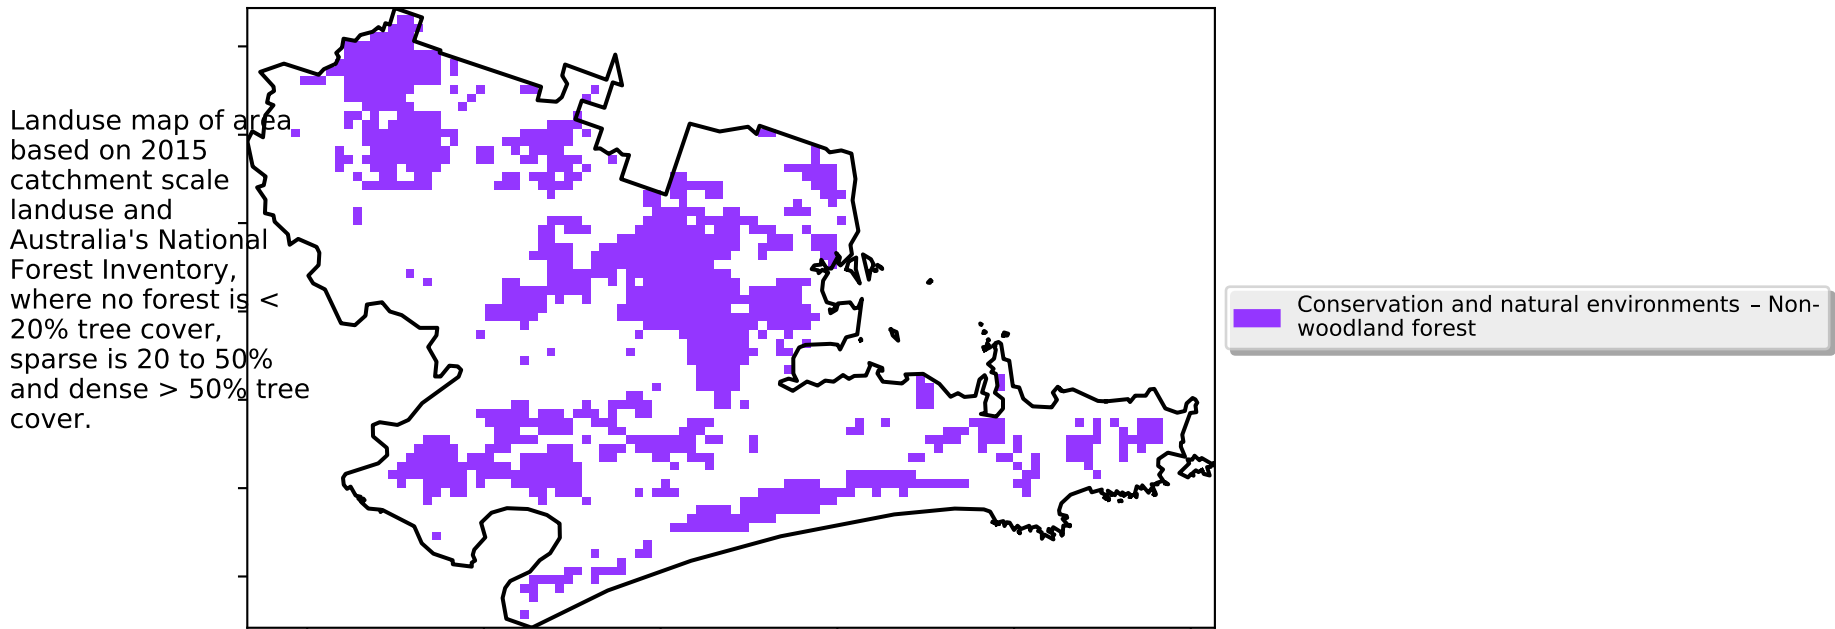 Landuse map of area
based on 2015
catchment scale
landuse and
Australia's National
Forest Inventory,
where no forest is <
20% tree cover,
sparse is 20 to 50%
and dense > 50% tree
cover.
Conservation and natural environments – Non-
woodland forest